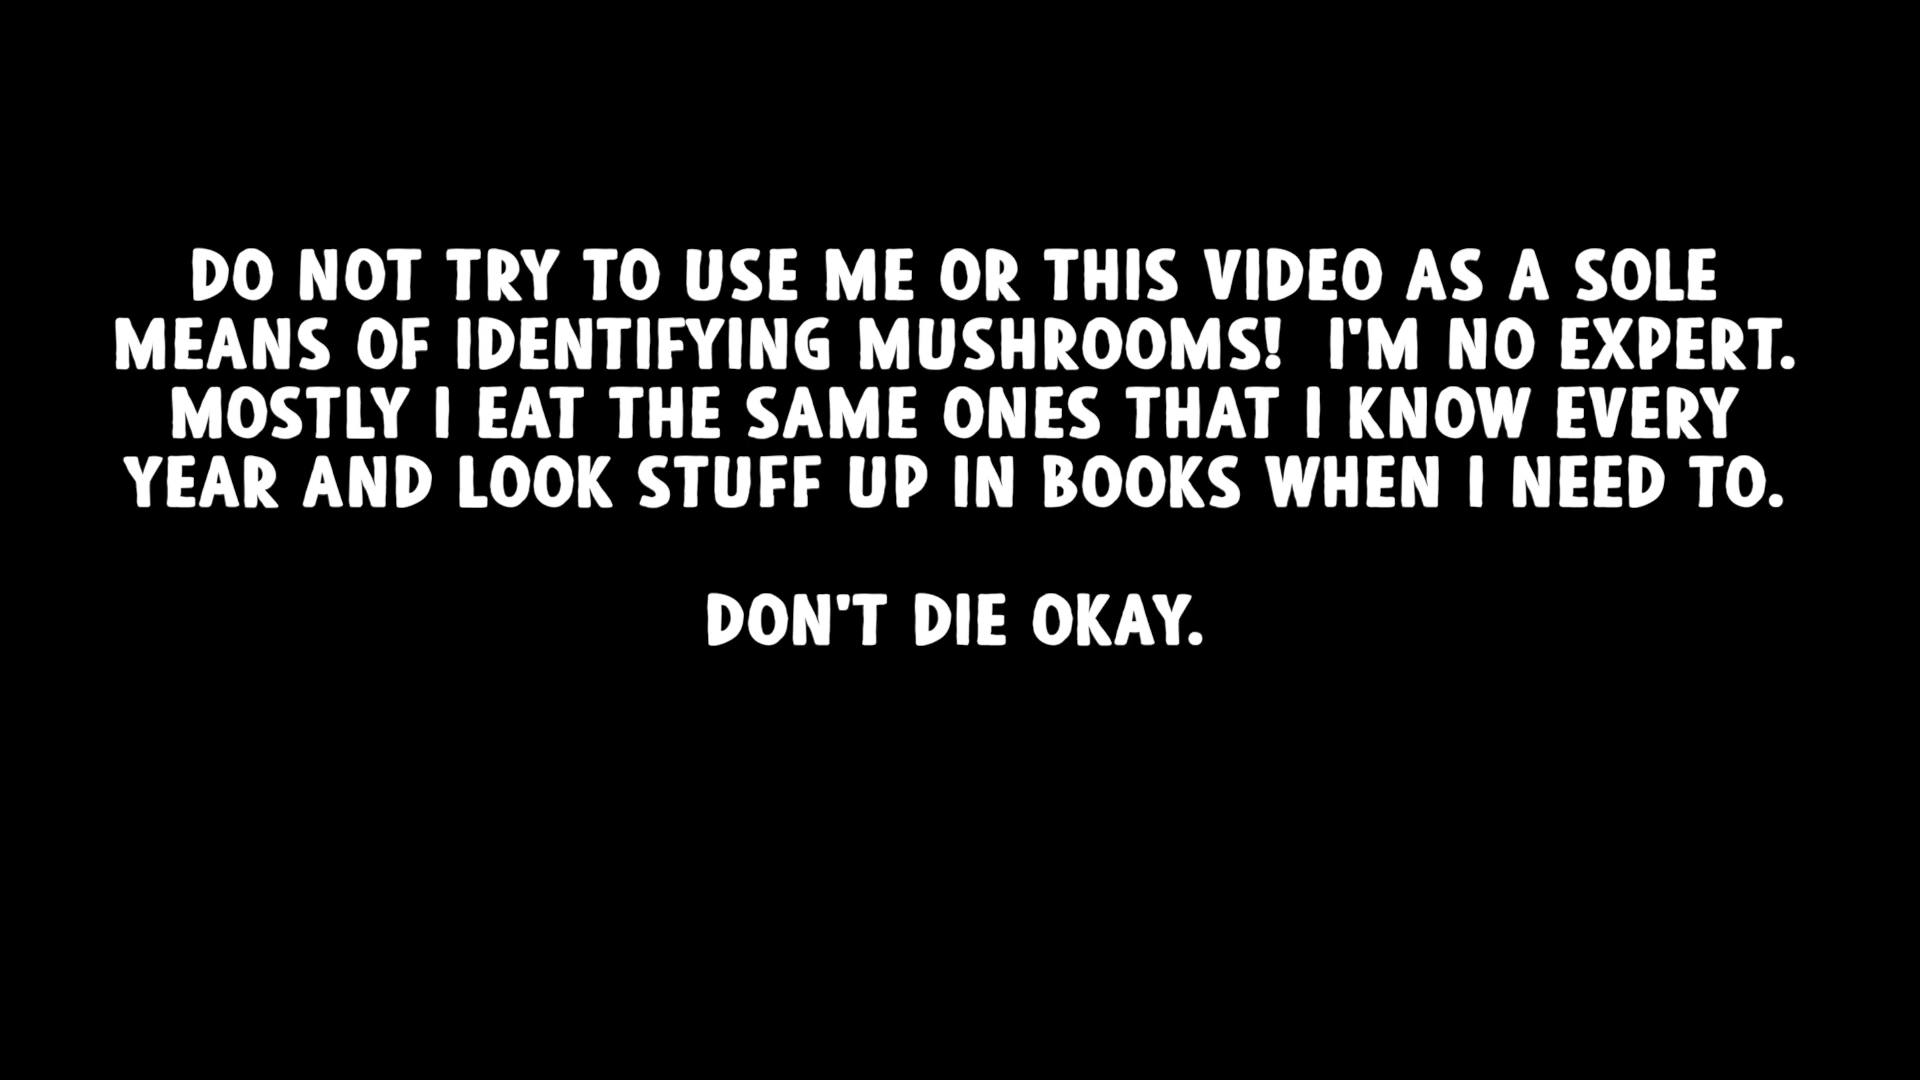 DO NOT TRY TO USE ME OR THIS VIDEO AS A SOLE
MEANS OF IDENTIFYING MUSHROOMS!  I'M NO EXPERT.
MOSTLY I EAT THE SAME ONES THAT I KNOW EVERY
YEAR AND LOOK STUFF UP IN BOOKS WHEN I NEED TO.
DON'T DIE OKAY.